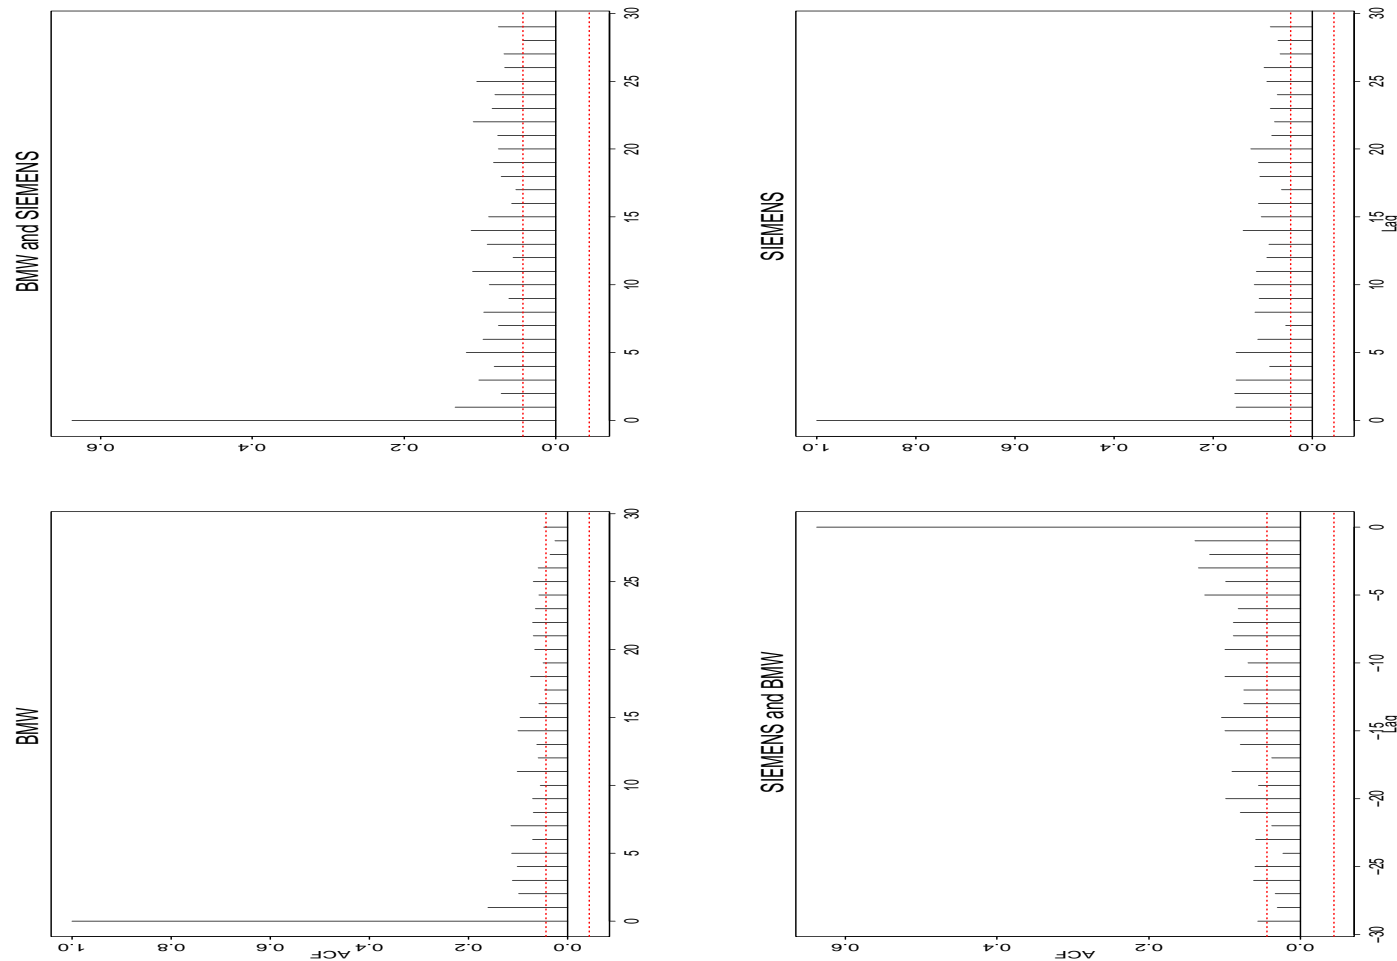 BMW
ACF
0.0 0.2 0.4 0.6 0.8 1.0
0 5 10 15 20 25 30
BMW and SIEMENS
0.0 0.2 0.4 0.6
0 5 10 15 20 25 30
SIEMENS and BMW
ACF
0.0 0.2 0.4 0.6
-30 -25 -20 -15 -10 -5 0
Lag
SIEMENS
0.0 0.2 0.4 0.6 0.8 1.0
0 5 10 15 20 25 30
Lag